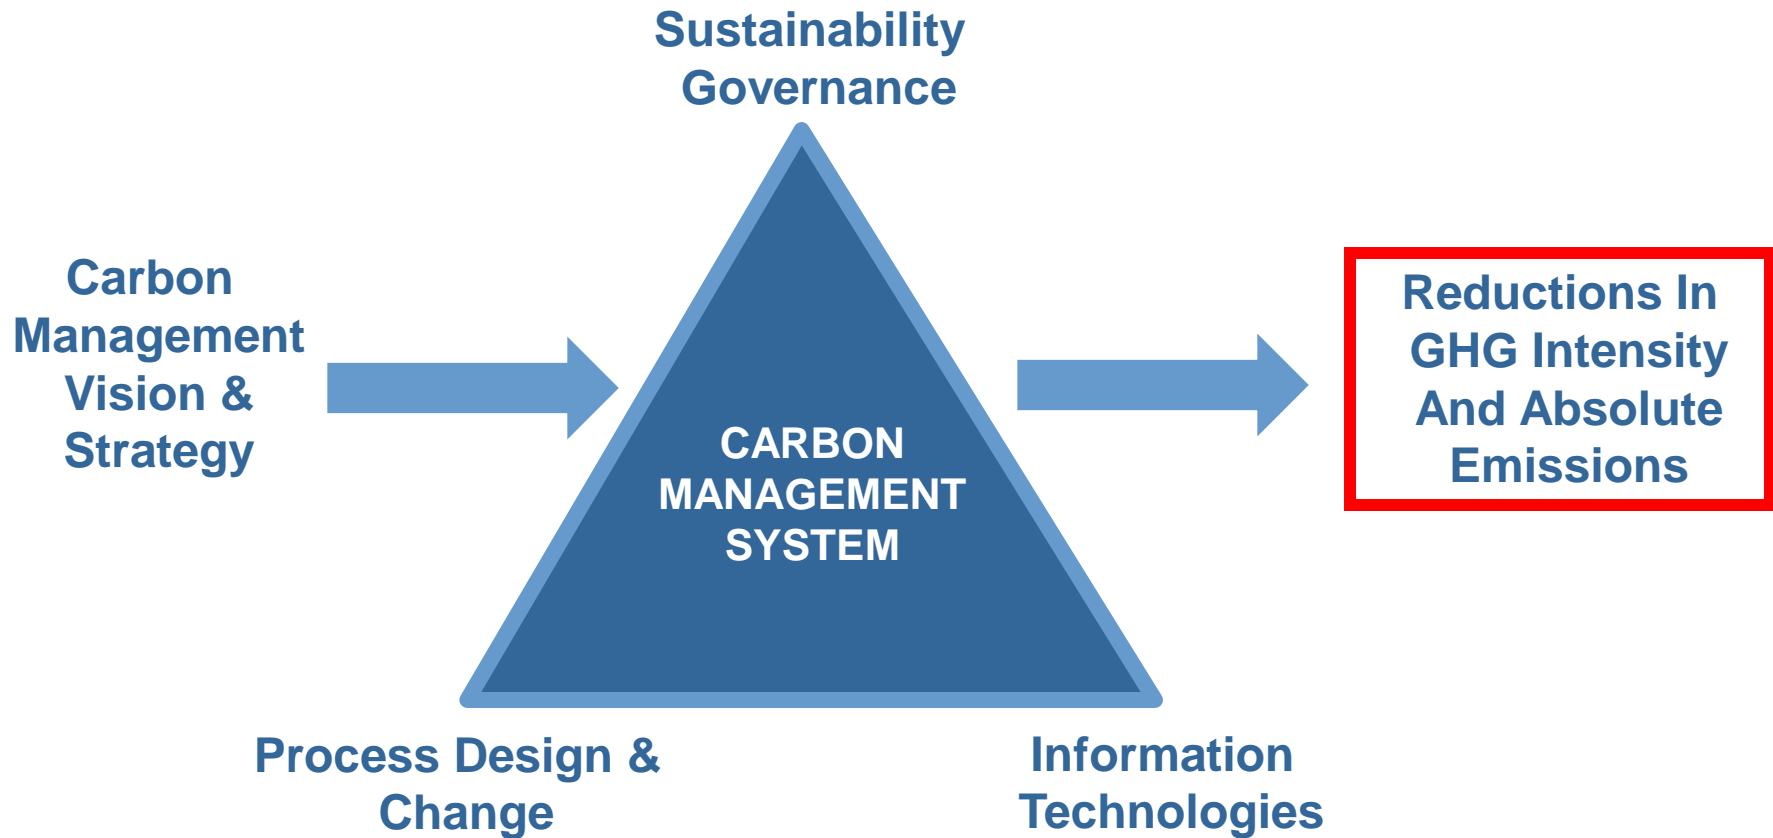 Sustainability
Governance
Carbon
Management
Vision &
Strategy
CARBON
MANAGEMENT
SYSTEM
Reductions In
GHG Intensity
And Absolute
Emissions
Process Design &
Change
Information
Technologies